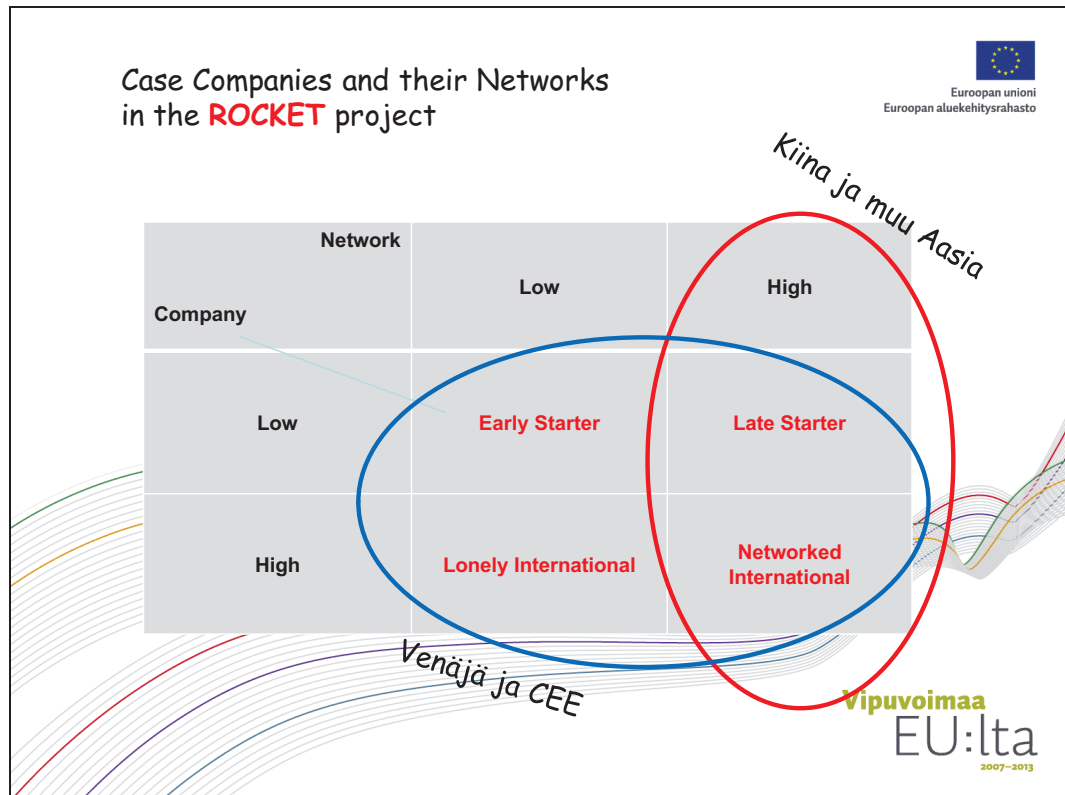 Case Companies and their Networks
in the ROCKET project
Euroopan unioni
Euroopan aluekehitysrahasto
Kiina ja muu Aasia
Network
Company
Low
High
Low
Early Starter
Late Starter
High
Lonely International
Networked
International
Venäjä ja CEE
Vipuvoimaa
EU:lta
2007–2013